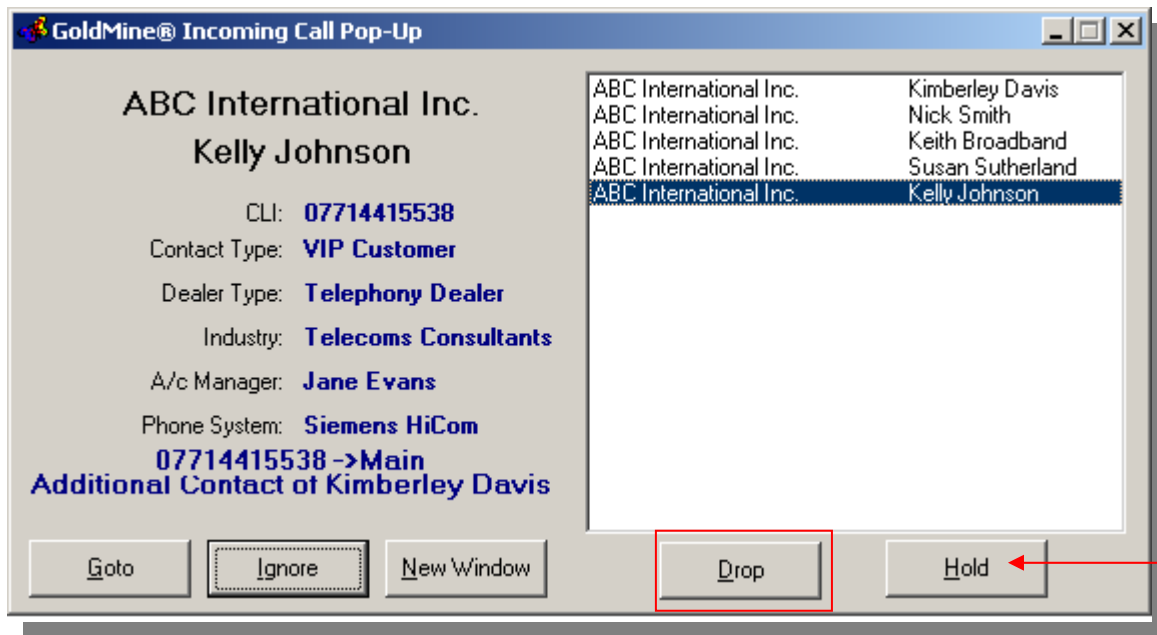 GoldMine® Incoming Call Pop-Up
ABC International Inc.
Kelly Johnson
CLI: 07714415538
Contact Type: VIP Customer
Dealer Type: Telephony Dealer
Industry: Telecoms Consultants
A/c Manager: Jane Evans
Phone System: Siemens HiCom
07714415538 ->Main
Additional Contact of Kimberley Davis
ABC International Inc. Kimberley Davis
ABC International Inc. Nick Smith
ABC International Inc. Keith Broadband
ABC International Inc. Susan Sutherland
ABC International Inc. Kelly Johnson
Goto Ignore New Window Drop Hold